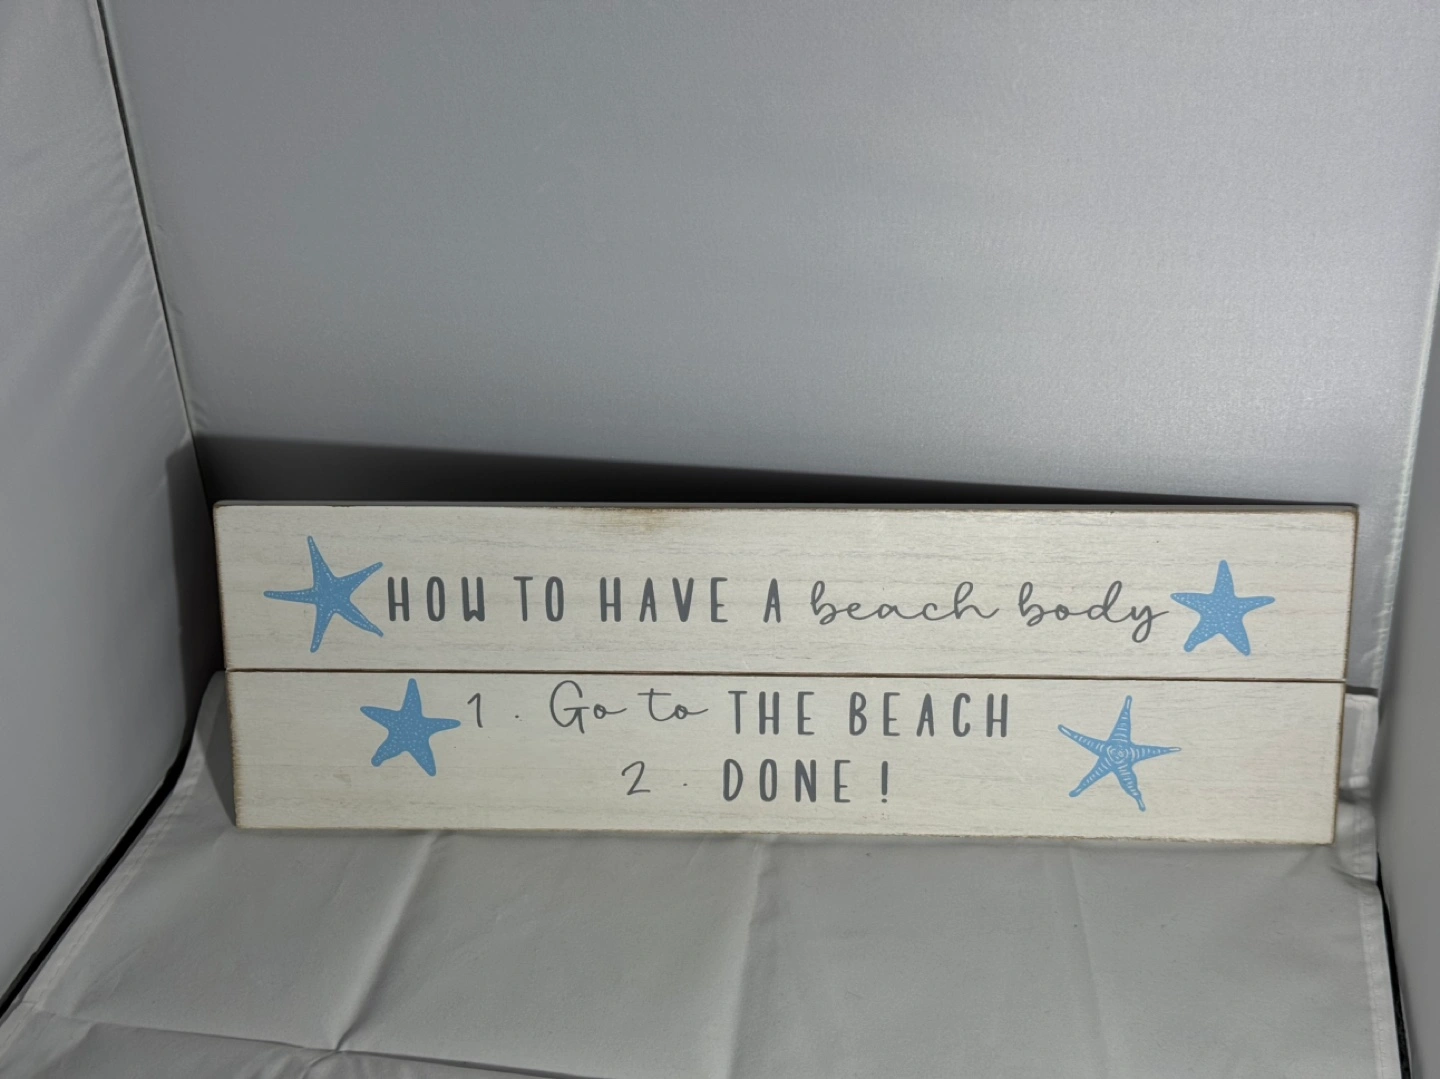 HOW TO HAVE A beach body
1. Go to THE BEACH
2. DONE!